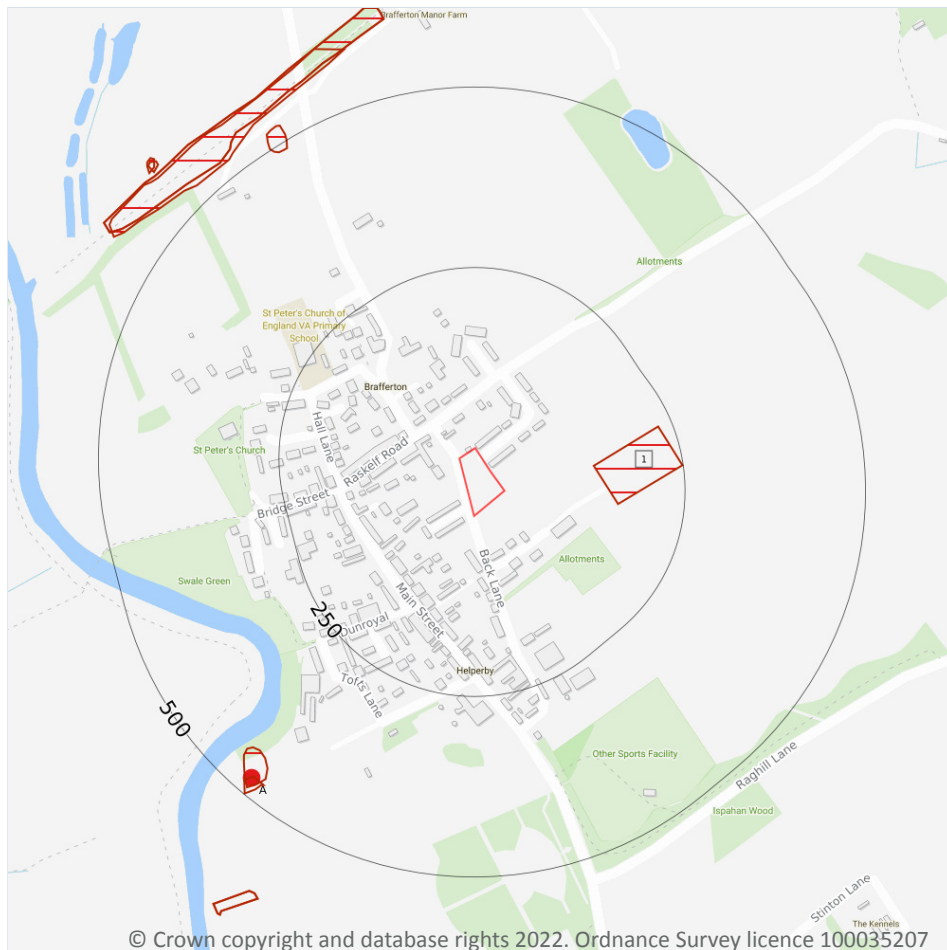 Brafferton Manor Farm
Allotments
St Peter's Church of
England VA Primary
School
Brafferton
Hall Lane
Raskelf Road
St Peter's Church
Bridge Street
1
Back Lane
Allotments
Swale Green
250
Dunroyal
Main Street
Helperby
Tofts Lane
500
Other Sports Facility
Raghill Lane
A
Ispahan Wood
Stinton Lane
The Kennels
© Crown copyright and database rights 2022. Ordnance Survey licence 100035207